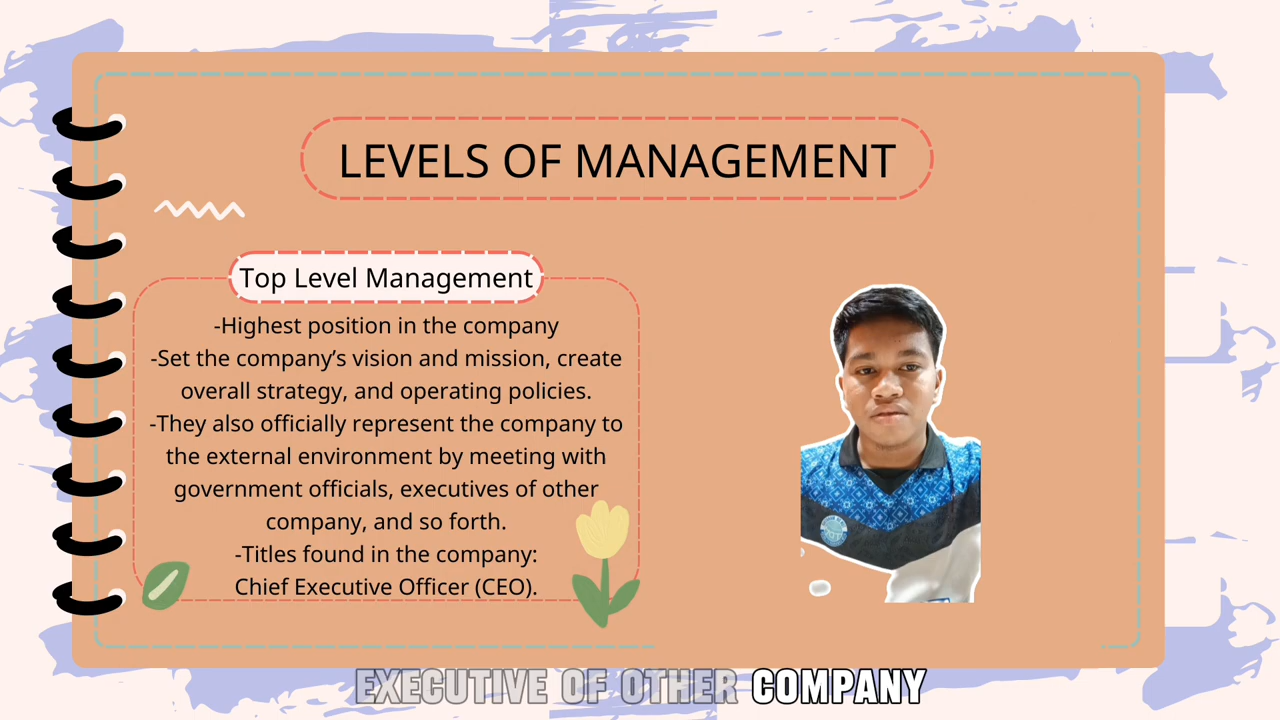 LEVELS OF MANAGEMENT
Top Level Management
-Highest position in the company
-Set the company’s vision and mission, create
overall strategy, and operating policies.
-They also officially represent the company to
the external environment by meeting with
government officials, executives of other
company, and so forth.
-Titles found in the company:
Chief Executive Officer (CEO).
EXECUTIVE OF OTHER COMPANY